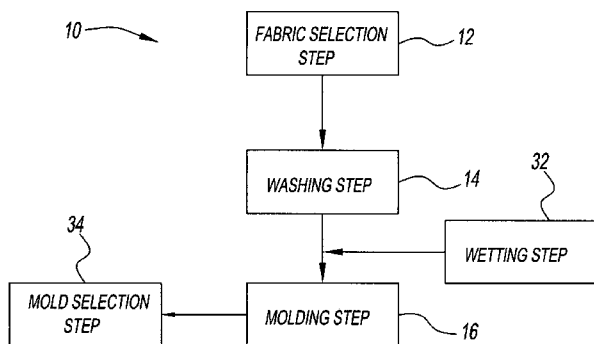 10
FABRIC SELECTION
STEP
12
WASHING STEP
14
32
WETTING STEP
34
MOLD SELECTION
STEP
MOLDING STEP
16